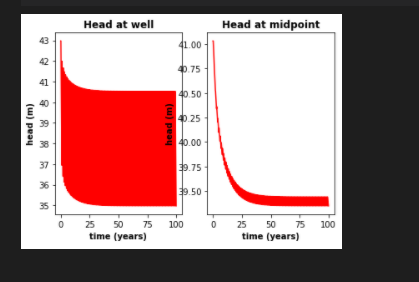 Head at well
43
42
41
40
39
38
37
36
35
head (m)
0 25 50 75 100
time (years)
Head at midpoint
41.00
40.75
40.50
40.25
40.00
39.75
39.50
head (m)
0 25 50 75 100
time (years)